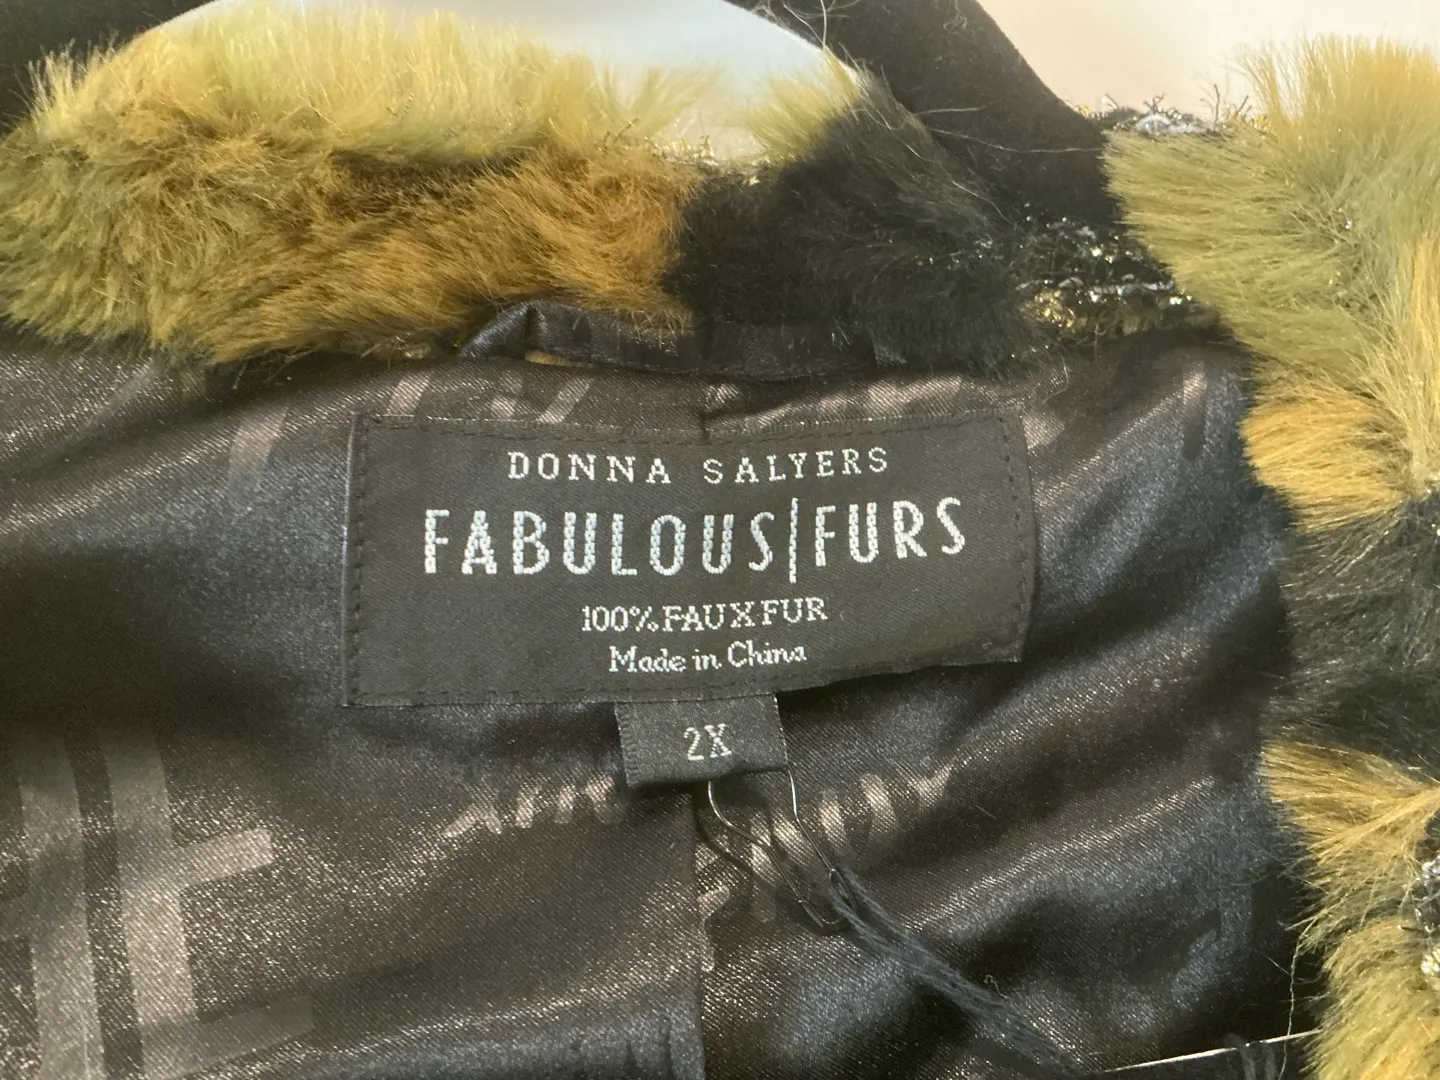 DONNA SALYERS
FABULOUS|FURS
100% FAUX FUR
Made in China
2X